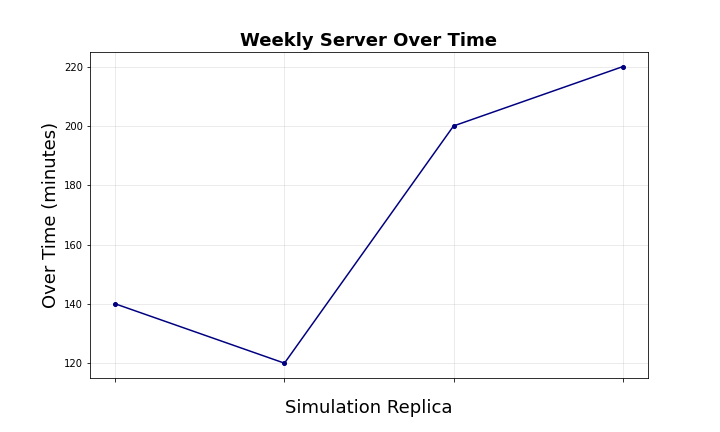 Weekly Server Over Time
Over Time (minutes)
220
200
180
160
140
120
Simulation Replica